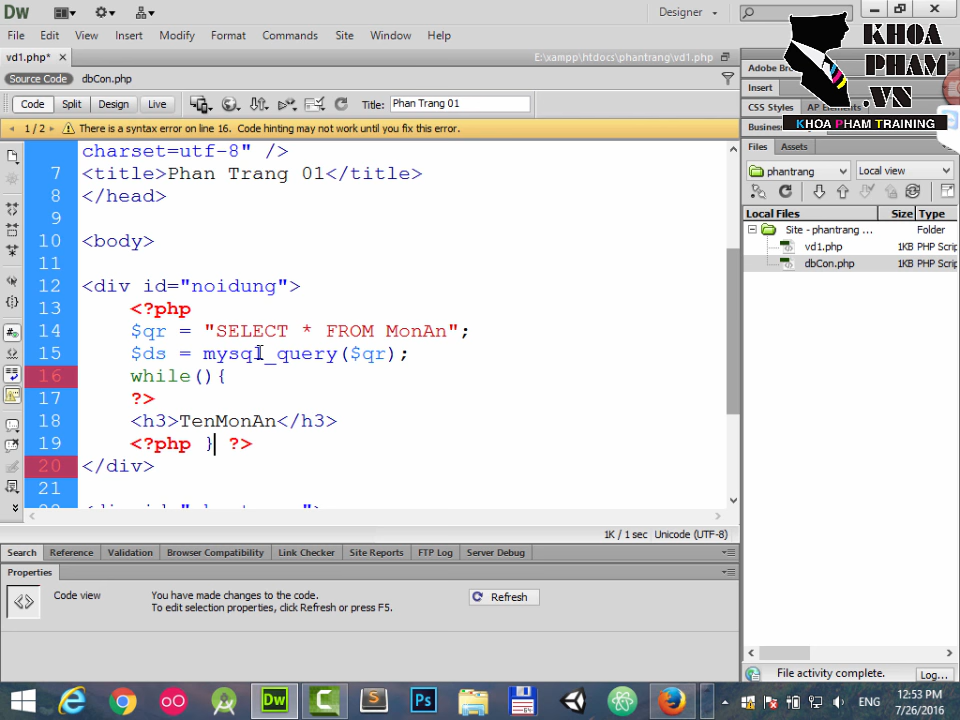 Dw
Designer
File Edit View Insert Modify Format Commands Site Window Help
vd1.php* ×
E:\xampp\htdocs\phantrang\vd1.php
Source Code dbCon.php
Code Split Design Live Title: Phan Trang 01
1 / 2 There is a syntax error on line 16. Code hinting may not work until you fix this error.
charset=utf-8" />
7 <title>Phan Trang 01</title>
8 </head>
9
10 <body>
11
12 <div id="noidung">
13 <?php
14 $qr = "SELECT * FROM MonAn";
15 $ds = mysql_query($qr);
16 while(){
17 ?>
18 <h3>TenMonAn</h3>
19 <?php } ?>
20 </div>
21
1K / 1 sec Unicode (UTF-8)
Search Reference Validation Browser Compatibility Link Checker Site Reports FTP Log Server Debug
Properties
Code view You have made changes to the code. Refresh
To edit selection properties, click Refresh or press F5.
KHOA
PHAM
.VN
KHOA PHAM TRAINING
Adobe Bro
Insert
CSS Styles AP Elements
Busines
Files Assets
phantrang Local view
Local Files Size Type
Site - phantrang ... Folder
vd1.php 1KB PHP Scri
dbCon.php 1KB PHP Scri
File activity complete. Log...
Dw Ps
ENG
12:53 PM
7/26/2016